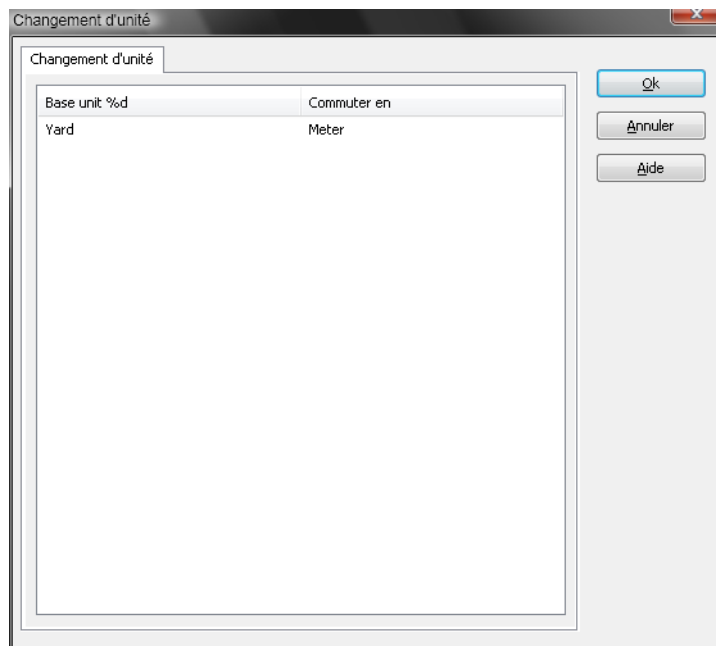 Changement d'unité
Changement d'unité
Base unit %d Commuter en
Yard Meter
Ok
Annuler
Aide